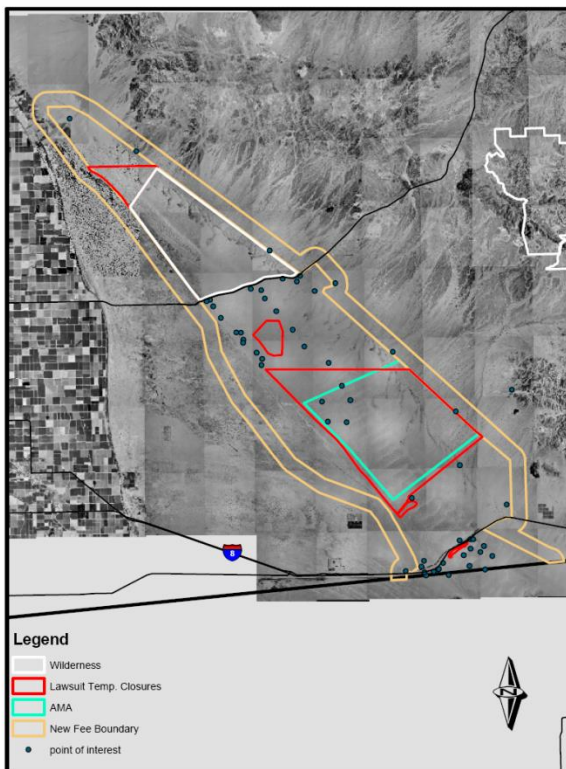 8
Legend
Wilderness
Lawsuit Temp. Closures
AMA
New Fee Boundary
point of interest
N